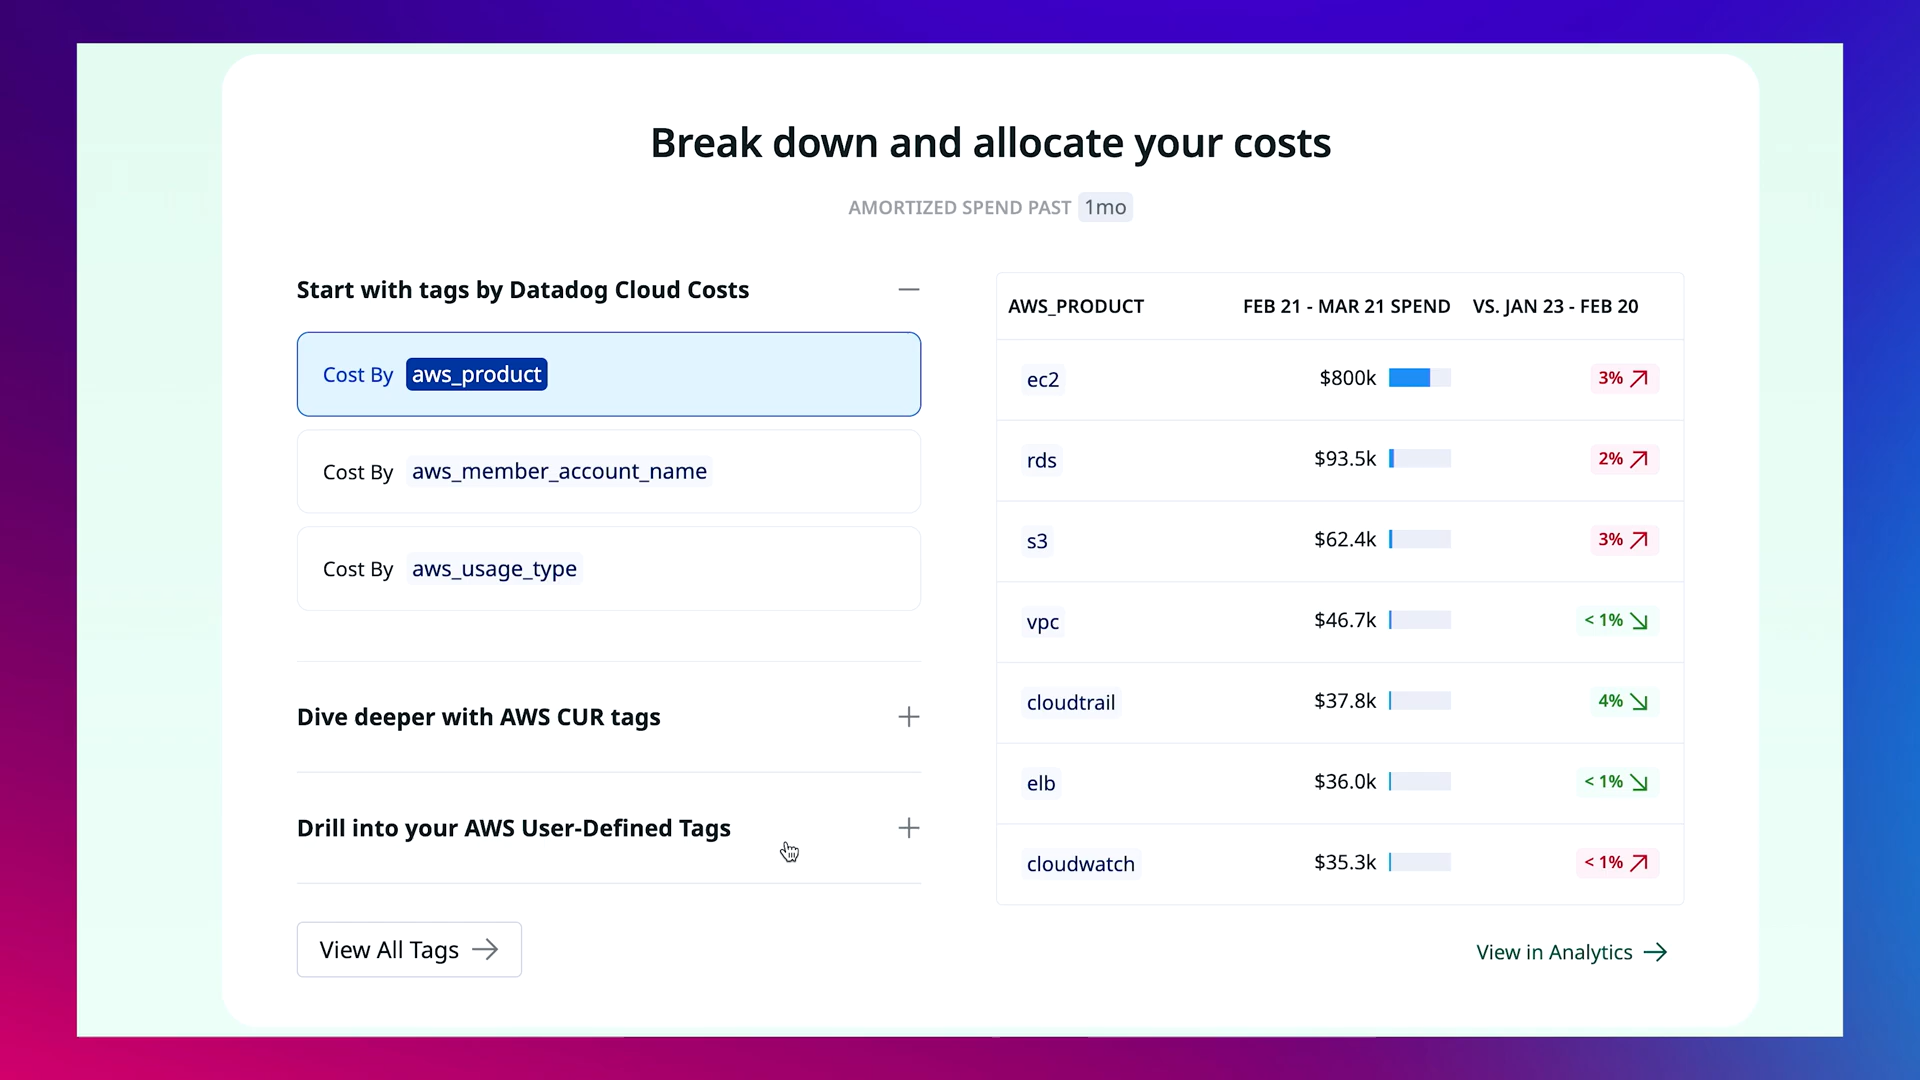 Break down and allocate your costs
AMORTIZED SPEND PAST 1mo
Start with tags by Datadog Cloud Costs
Cost By aws_product
Cost By aws_member_account_name
Cost By aws_usage_type
Dive deeper with AWS CUR tags
Drill into your AWS User-Defined Tags
View All Tags
AWS_PRODUCT FEB 21 - MAR 21 SPEND VS. JAN 23 - FEB 20
ec2 $800k 3%
rds $93.5k 2%
s3 $62.4k 3%
vpc $46.7k < 1%
cloudtrail $37.8k 4%
elb $36.0k < 1%
cloudwatch $35.3k < 1%
View in Analytics